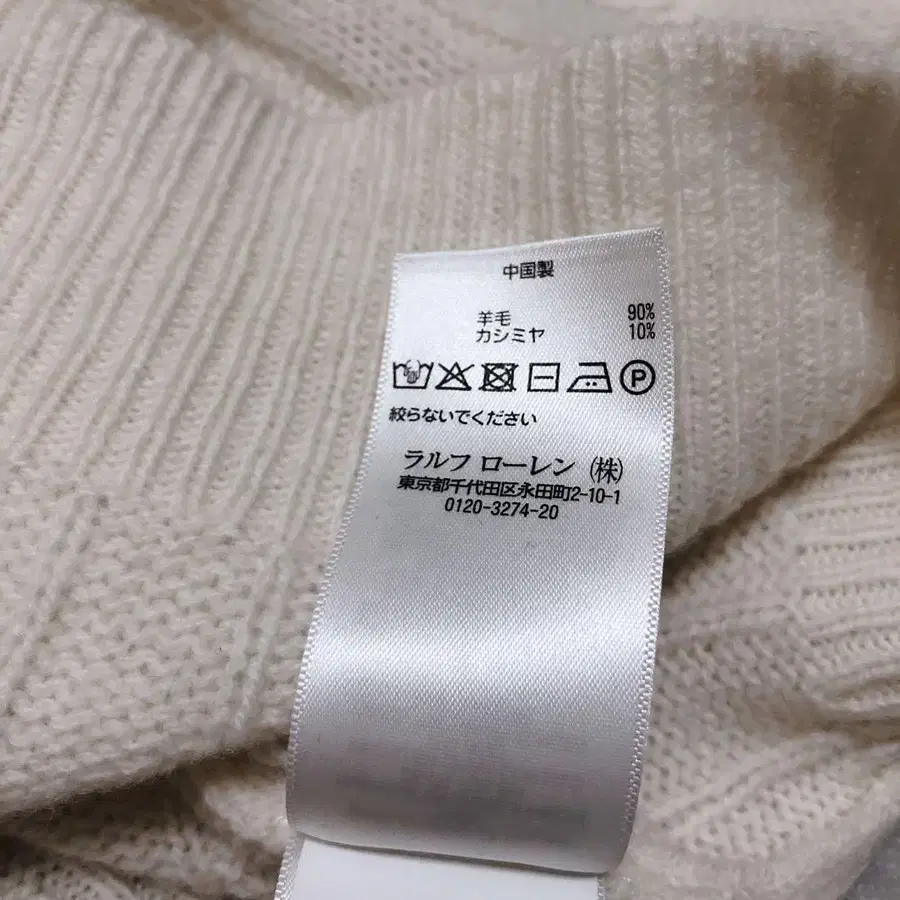 中国製
羊毛 90%
カシミヤ 10%
P
絞らないでください
ラルフ ローレン (株)
東京都千代田区永田町2-10-1
0120-3274-20